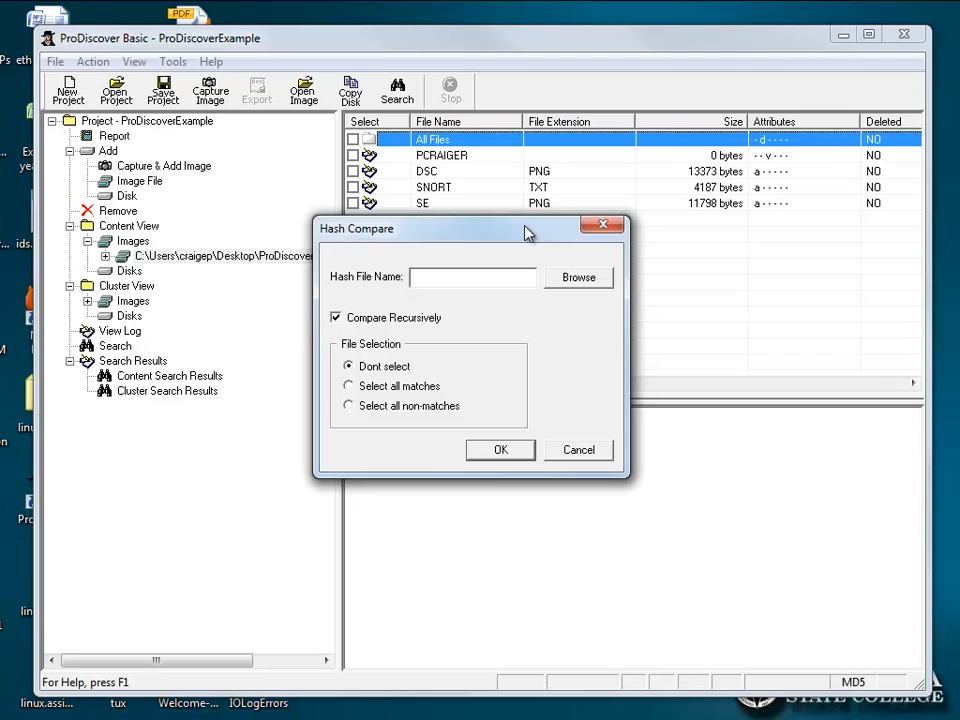 PDF
ProDiscover Basic - ProDiscoverExample
Ps eth
File Action View Tools Help
New Project
Open Project
Save Project
Capture Image
Export
Open Image
Copy Disk
Search
Stop
Project - ProDiscoverExample
Report
Add
Capture & Add Image
Image File
Disk
Remove
Content View
Images
C:\Users\craigep\Desktop\ProDiscover
Disks
Cluster View
Images
Disks
View Log
Search
Search Results
Content Search Results
Cluster Search Results
Select File Name File Extension Size Attributes Deleted
All Files - d - - - - NO
PCRAIGER 0 bytes - - v - - - NO
DSC PNG 13373 bytes a - - - - - NO
SNORT TXT 4187 bytes a - - - - - NO
SE PNG 11798 bytes a - - - - - NO
Hash Compare
Hash File Name: Browse
Compare Recursively
File Selection
Dont select
Select all matches
Select all non-matches
OK Cancel
For Help, press F1
MD5
linux.assi...
tux
Welcome-...
IOLogErrors
STATE COLLEGE